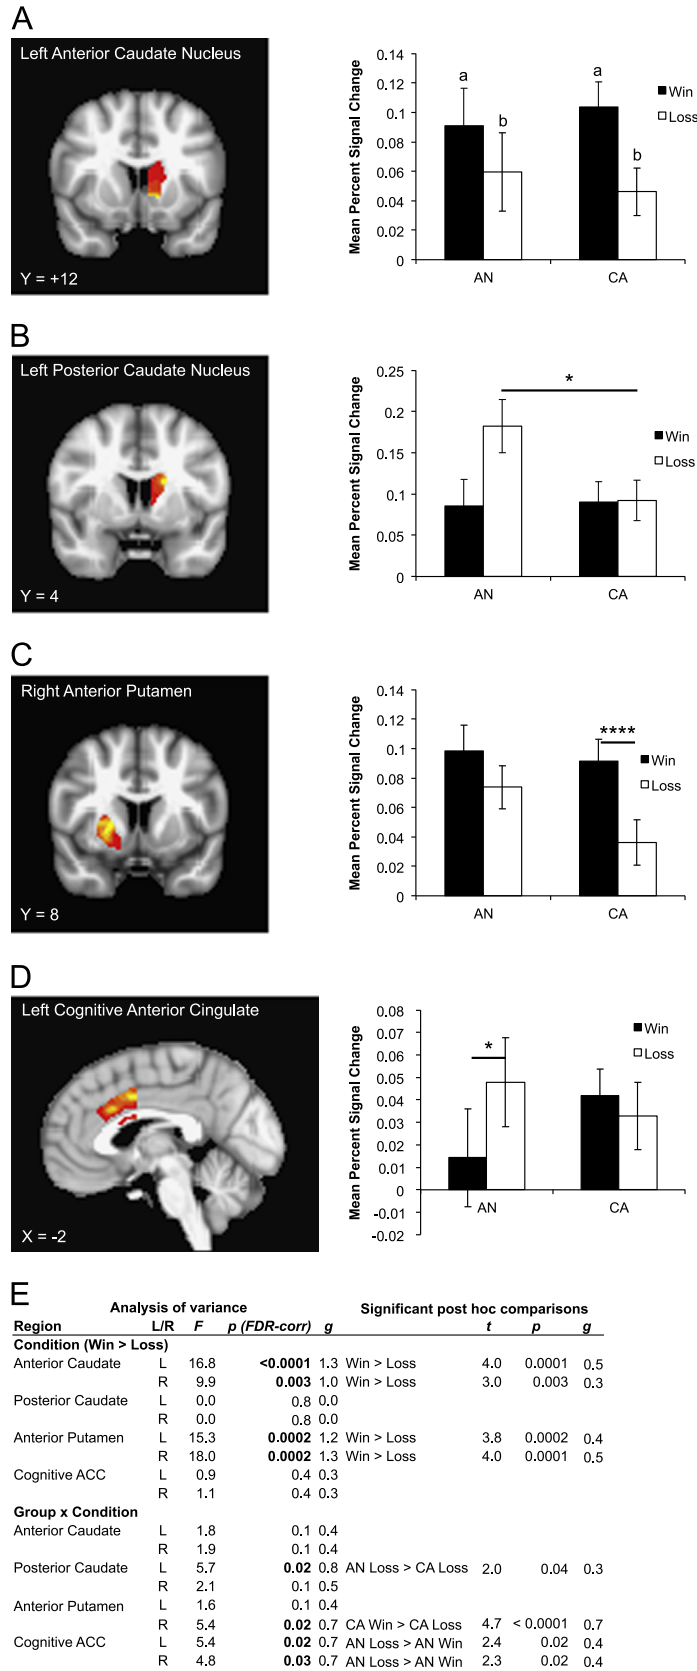 A
Left Anterior Caudate Nucleus
Y = +12
Mean Percent Signal Change
0.14
0.12
0.1
0.08
0.06
0.04
0.02
0
a
b
a
b
Win
Loss
AN
CA
B
Left Posterior Caudate Nucleus
Y = 4
Mean Percent Signal Change
0.25
0.2
0.15
0.1
0.05
0
*
Win
Loss
AN
CA
C
Right Anterior Putamen
Y = 8
Mean Percent Signal Change
0.14
0.12
0.1
0.08
0.06
0.04
0.02
0
****
Win
Loss
AN
CA
D
Left Cognitive Anterior Cingulate
X = -2
Mean Percent Signal Change
0.08
0.07
0.06
0.05
0.04
0.03
0.02
0.01
0
-0.01
-0.02
*
Win
Loss
AN
CA
E
Analysis of variance Significant post hoc comparisons
Region L/R F p (FDR-corr) g t p g
Condition (Win > Loss)
Anterior Caudate L 16.8 <0.0001 1.3 Win > Loss 4.0 0.0001 0.5
R 9.9 0.003 1.0 Win > Loss 3.0 0.003 0.3
Posterior Caudate L 0.0 0.8 0.0
R 0.0 0.8 0.0
Anterior Putamen L 15.3 0.0002 1.2 Win > Loss 3.8 0.0002 0.4
R 18.0 0.0002 1.3 Win > Loss 4.0 0.0001 0.5
Cognitive ACC L 0.9 0.4 0.3
R 1.1 0.4 0.3
Group x Condition
Anterior Caudate L 1.8 0.1 0.4
R 1.9 0.1 0.4
Posterior Caudate L 5.7 0.02 0.8 AN Loss > CA Loss 2.0 0.04 0.3
R 2.1 0.1 0.5
Anterior Putamen L 1.6 0.1 0.4
R 5.4 0.02 0.7 CA Win > CA Loss 4.7 < 0.0001 0.7
Cognitive ACC L 5.4 0.02 0.7 AN Loss > AN Win 2.4 0.02 0.4
R 4.8 0.03 0.7 AN Loss > AN Win 2.3 0.02 0.4